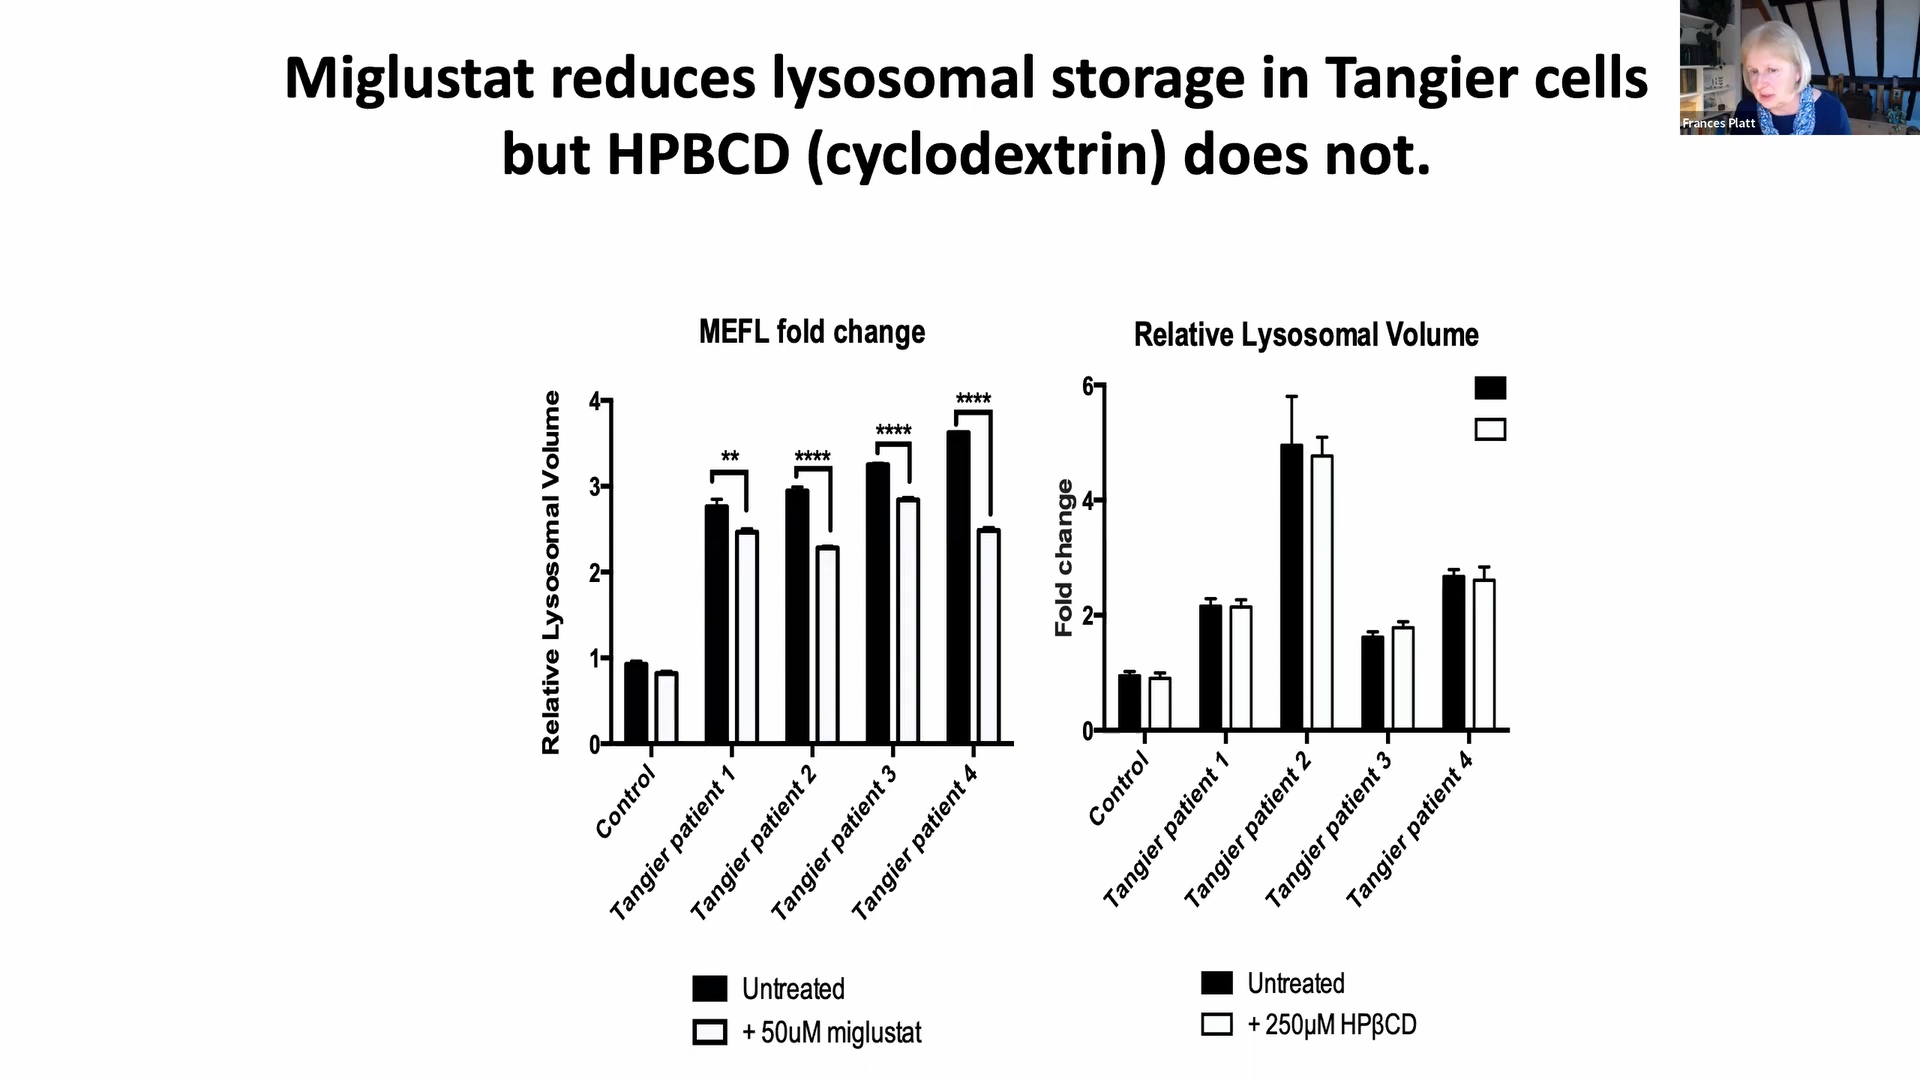 Miglustat reduces lysosomal storage in Tangier cells
but HPBCD (cyclodextrin) does not.
Frances Platt
MEFL fold change
Relative Lysosomal Volume
4
3
2
1
0
**
****
****
****
Control
Tangier patient 1
Tangier patient 2
Tangier patient 3
Tangier patient 4
Untreated
+ 50uM miglustat
Relative Lysosomal Volume
Fold change
6
4
2
0
Control
Tangier patient 1
Tangier patient 2
Tangier patient 3
Tangier patient 4
Untreated
+ 250µM HPβCD